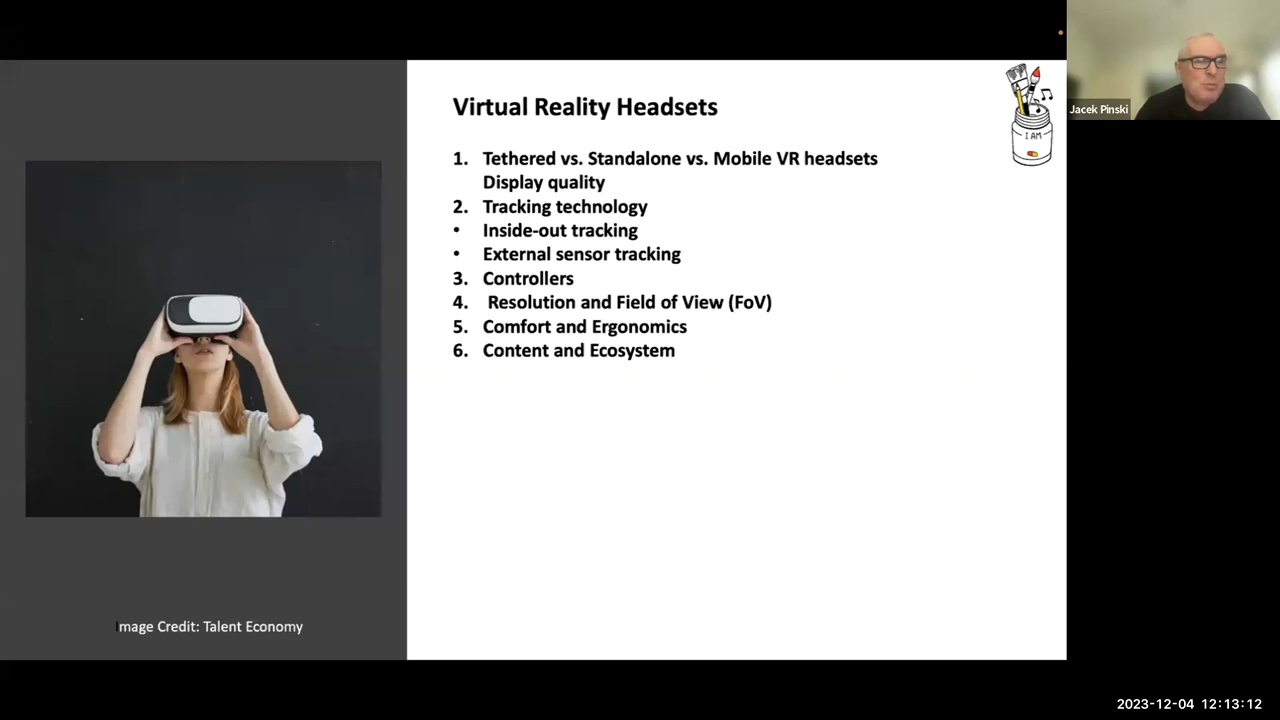 Virtual Reality Headsets
1. Tethered vs. Standalone vs. Mobile VR headsets
Display quality
2. Tracking technology
• Inside-out tracking
• External sensor tracking
3. Controllers
4. Resolution and Field of View (FoV)
5. Comfort and Ergonomics
6. Content and Ecosystem
I AM
Jacek Pinski
Image Credit: Talent Economy
2023-12-04 12:13:12